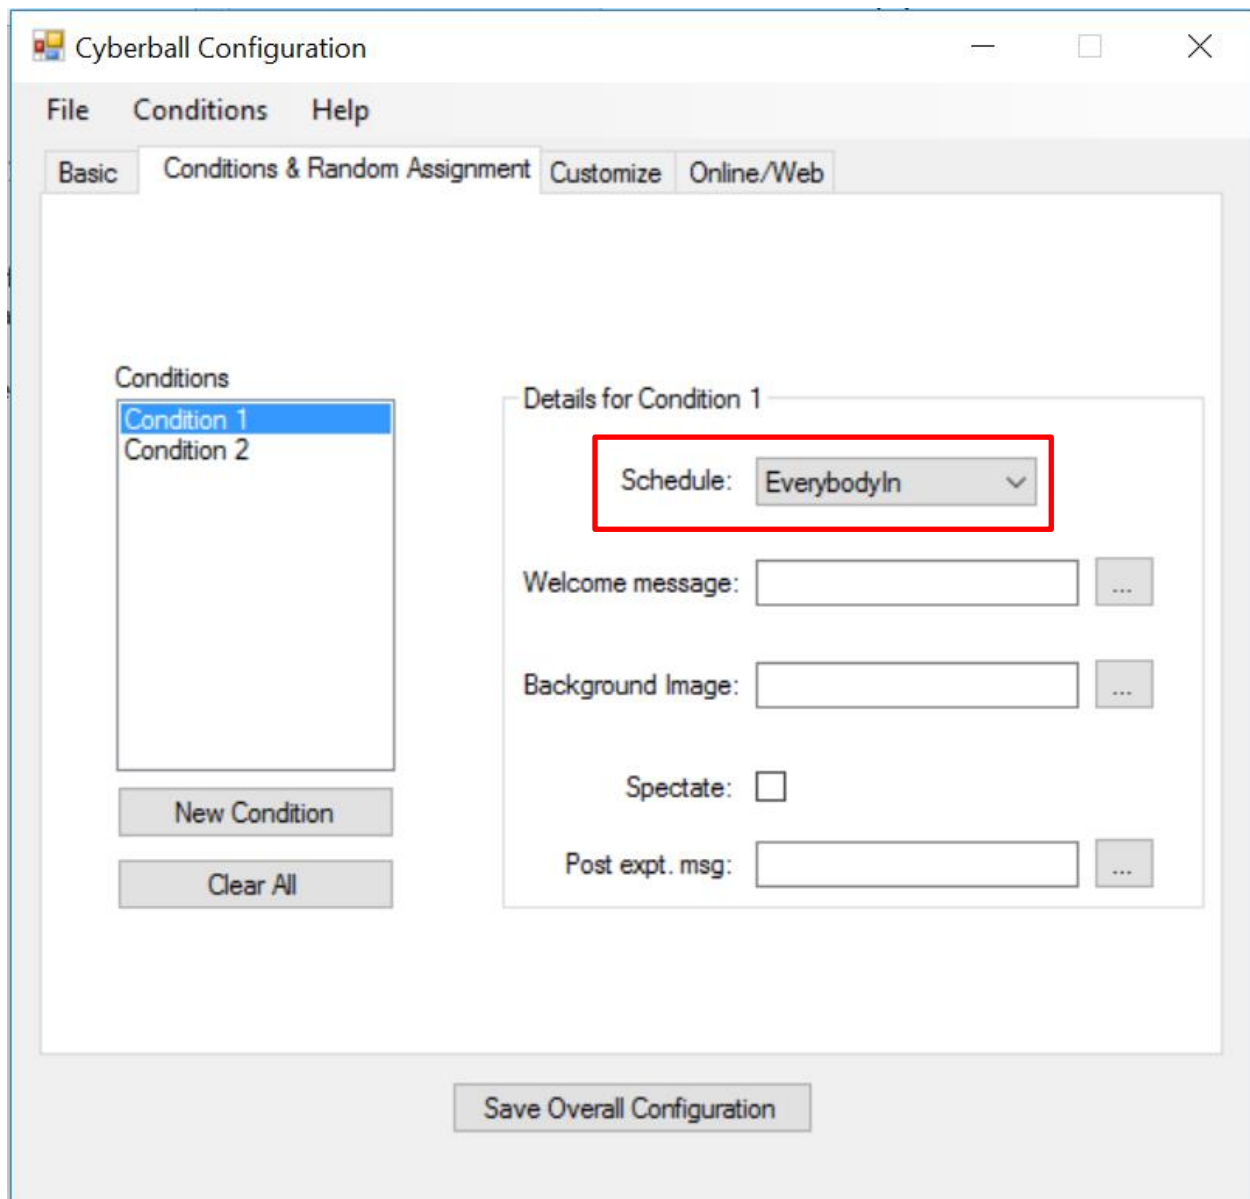 Cyberball Configuration
File Conditions Help
Basic Conditions & Random Assignment Customize Online/Web
Conditions
Condition 1
Condition 2
New Condition
Clear All
Details for Condition 1
Schedule: EverybodyIn
Welcome message: ...
Background Image: ...
Spectate:
Post expt. msg: ...
Save Overall Configuration